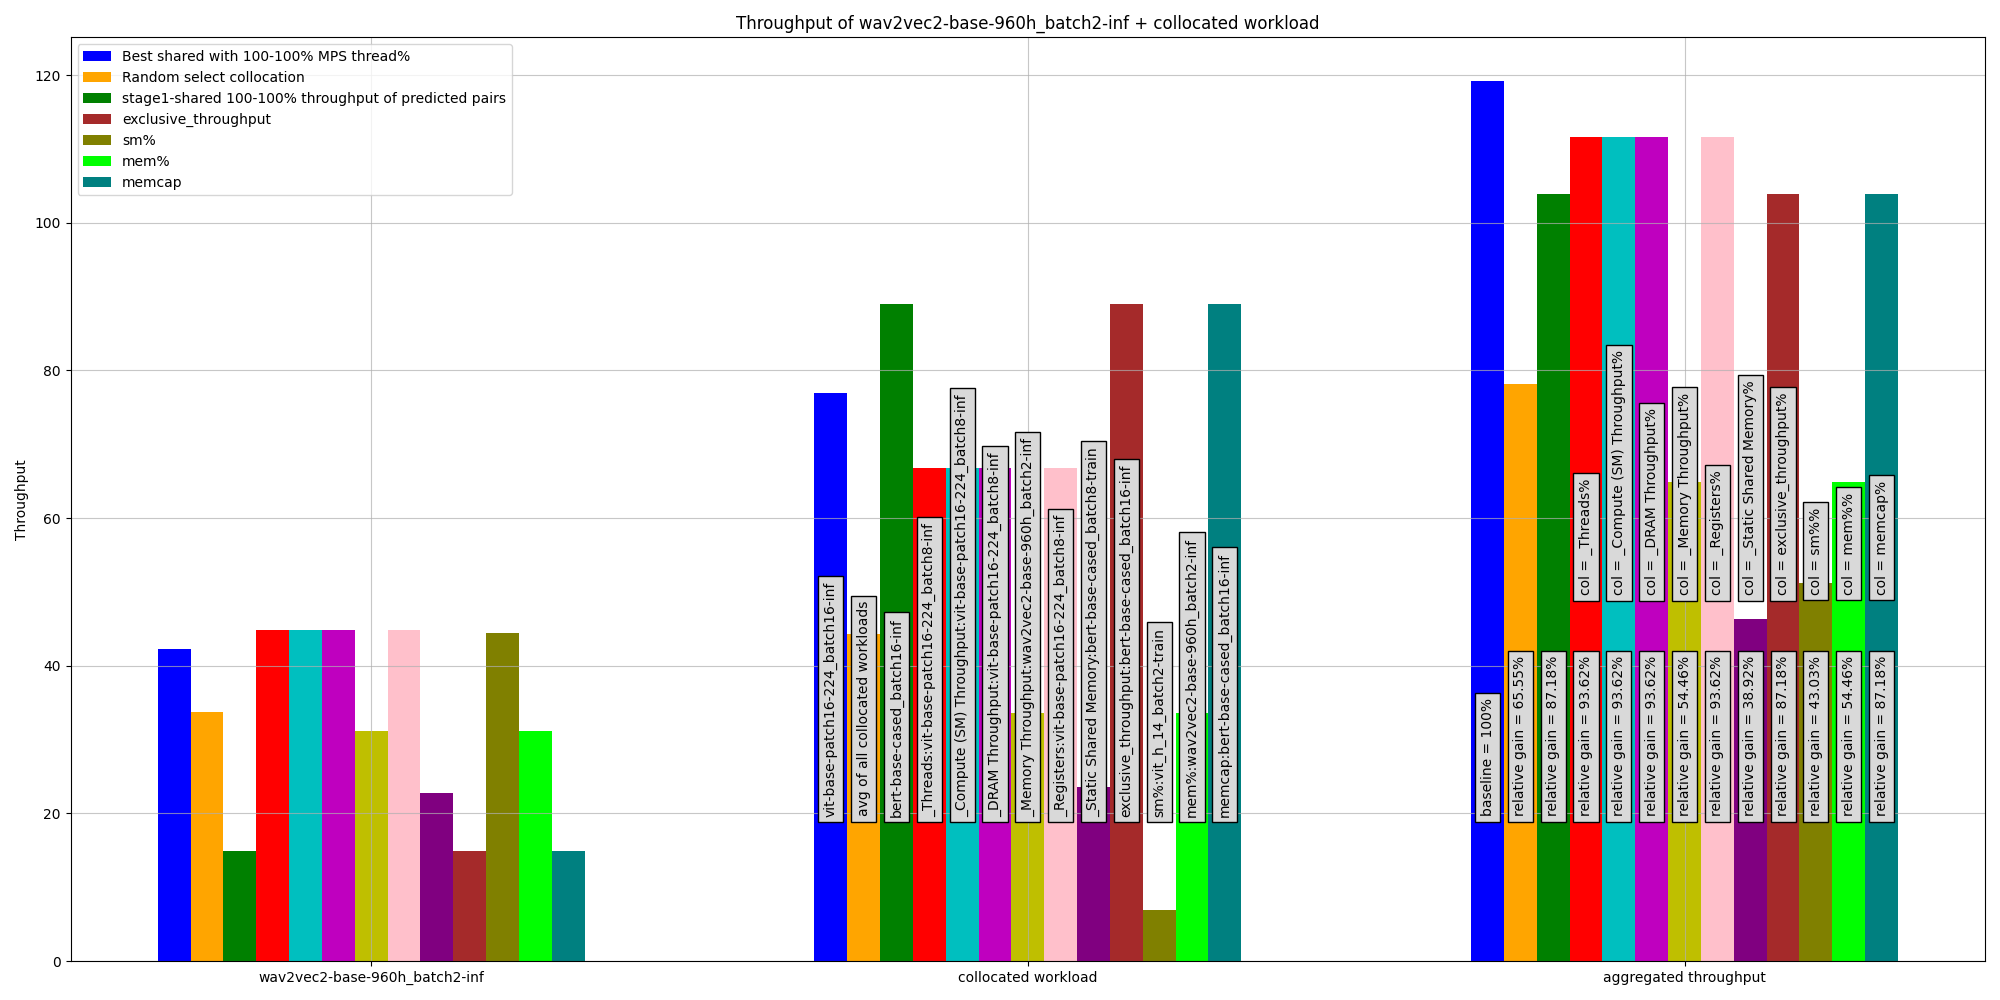 Throughput of wav2vec2-base-960h_batch2-inf + collocated workload
Best shared with 100-100% MPS thread%
Random select collocation
stage1-shared 100-100% throughput of predicted pairs
exclusive_throughput
sm%
mem%
memcap
Throughput
120
100
80
60
40
20
0
vit-base-patch16-224_batch16-inf
avg of all collocated workloads
bert-base-cased_batch16-inf
_Threads:vit-base-patch16-224_batch8-inf
_Compute (SM) Throughput:vit-base-patch16-224_batch8-inf
_DRAM Throughput:vit-base-patch16-224_batch8-inf
_Memory Throughput:wav2vec2-base-960h_batch2-inf
_Registers:vit-base-patch16-224_batch8-inf
_Static Shared Memory:bert-base-cased_batch8-train
exclusive_throughput:bert-base-cased_batch16-inf
sm%:vit_h_14_batch2-train
mem%:wav2vec2-base-960h_batch2-inf
memcap:bert-base-cased_batch16-inf
col = _Threads%
col = _Compute (SM) Throughput%
col = _DRAM Throughput%
col = _Memory Throughput%
col = _Registers%
col = _Static Shared Memory%
col = exclusive_throughput%
col = sm%%
col = mem%%
col = memcap%
baseline = 100%
relative gain = 65.55%
relative gain = 87.18%
relative gain = 93.62%
relative gain = 93.62%
relative gain = 93.62%
relative gain = 54.46%
relative gain = 93.62%
relative gain = 38.92%
relative gain = 87.18%
relative gain = 43.03%
relative gain = 54.46%
relative gain = 87.18%
wav2vec2-base-960h_batch2-inf
collocated workload
aggregated throughput